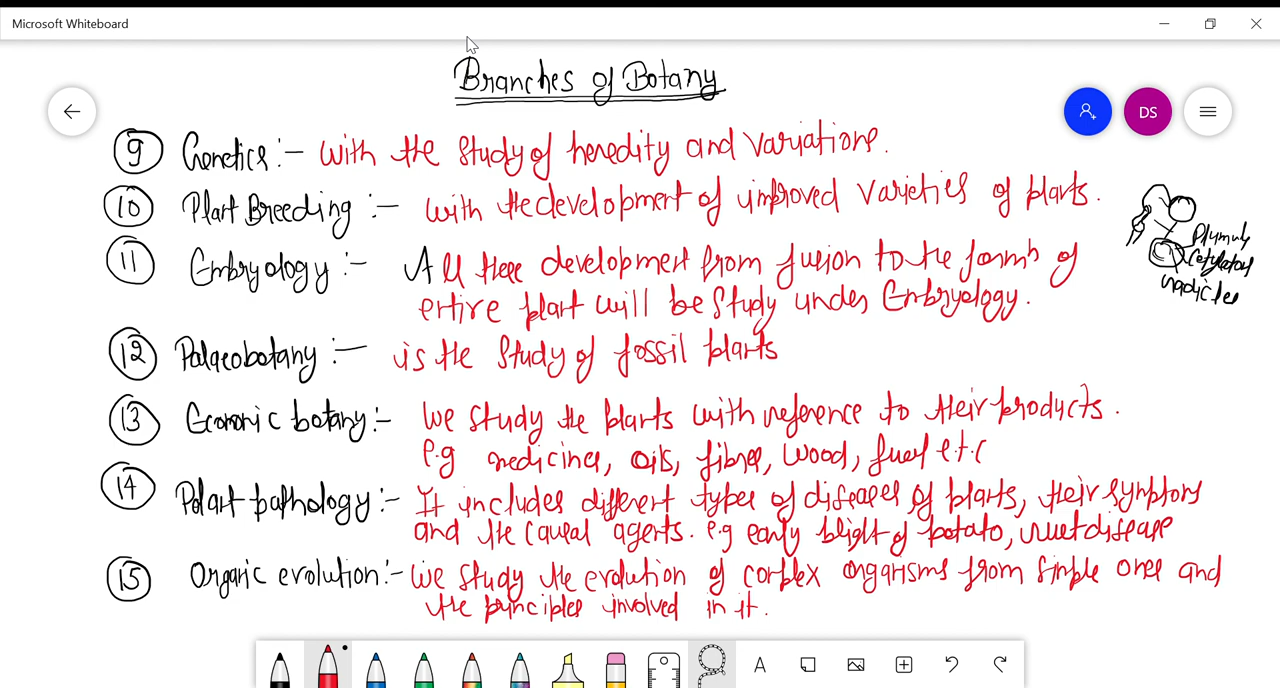 Microsoft Whiteboard
Branches of Botany
DS
9 Genetics :- with the study of heredity and variations.
10 Plant Breeding :- with the development of improved varieties of plants.
11 Embryology :- All these development from fusion to the formn of
entire plant will be study under Embryology.
Plumule
Cotyledon
radicles
12 Palaeobotany :- is the study of fossil plants
13 Economic botany :- we study the plants with reference to their products.
e.g medicines, oils, fibres, wood, fuel e.t.c
14 Polant pathology :- It includes different types of diseases of plants, their symptons
and the causal agents. e.g early blight of potato, rust disease
15 Organic evolution :- we study the evolution of complex organisms from simple ones and
the principles involved in it.
A